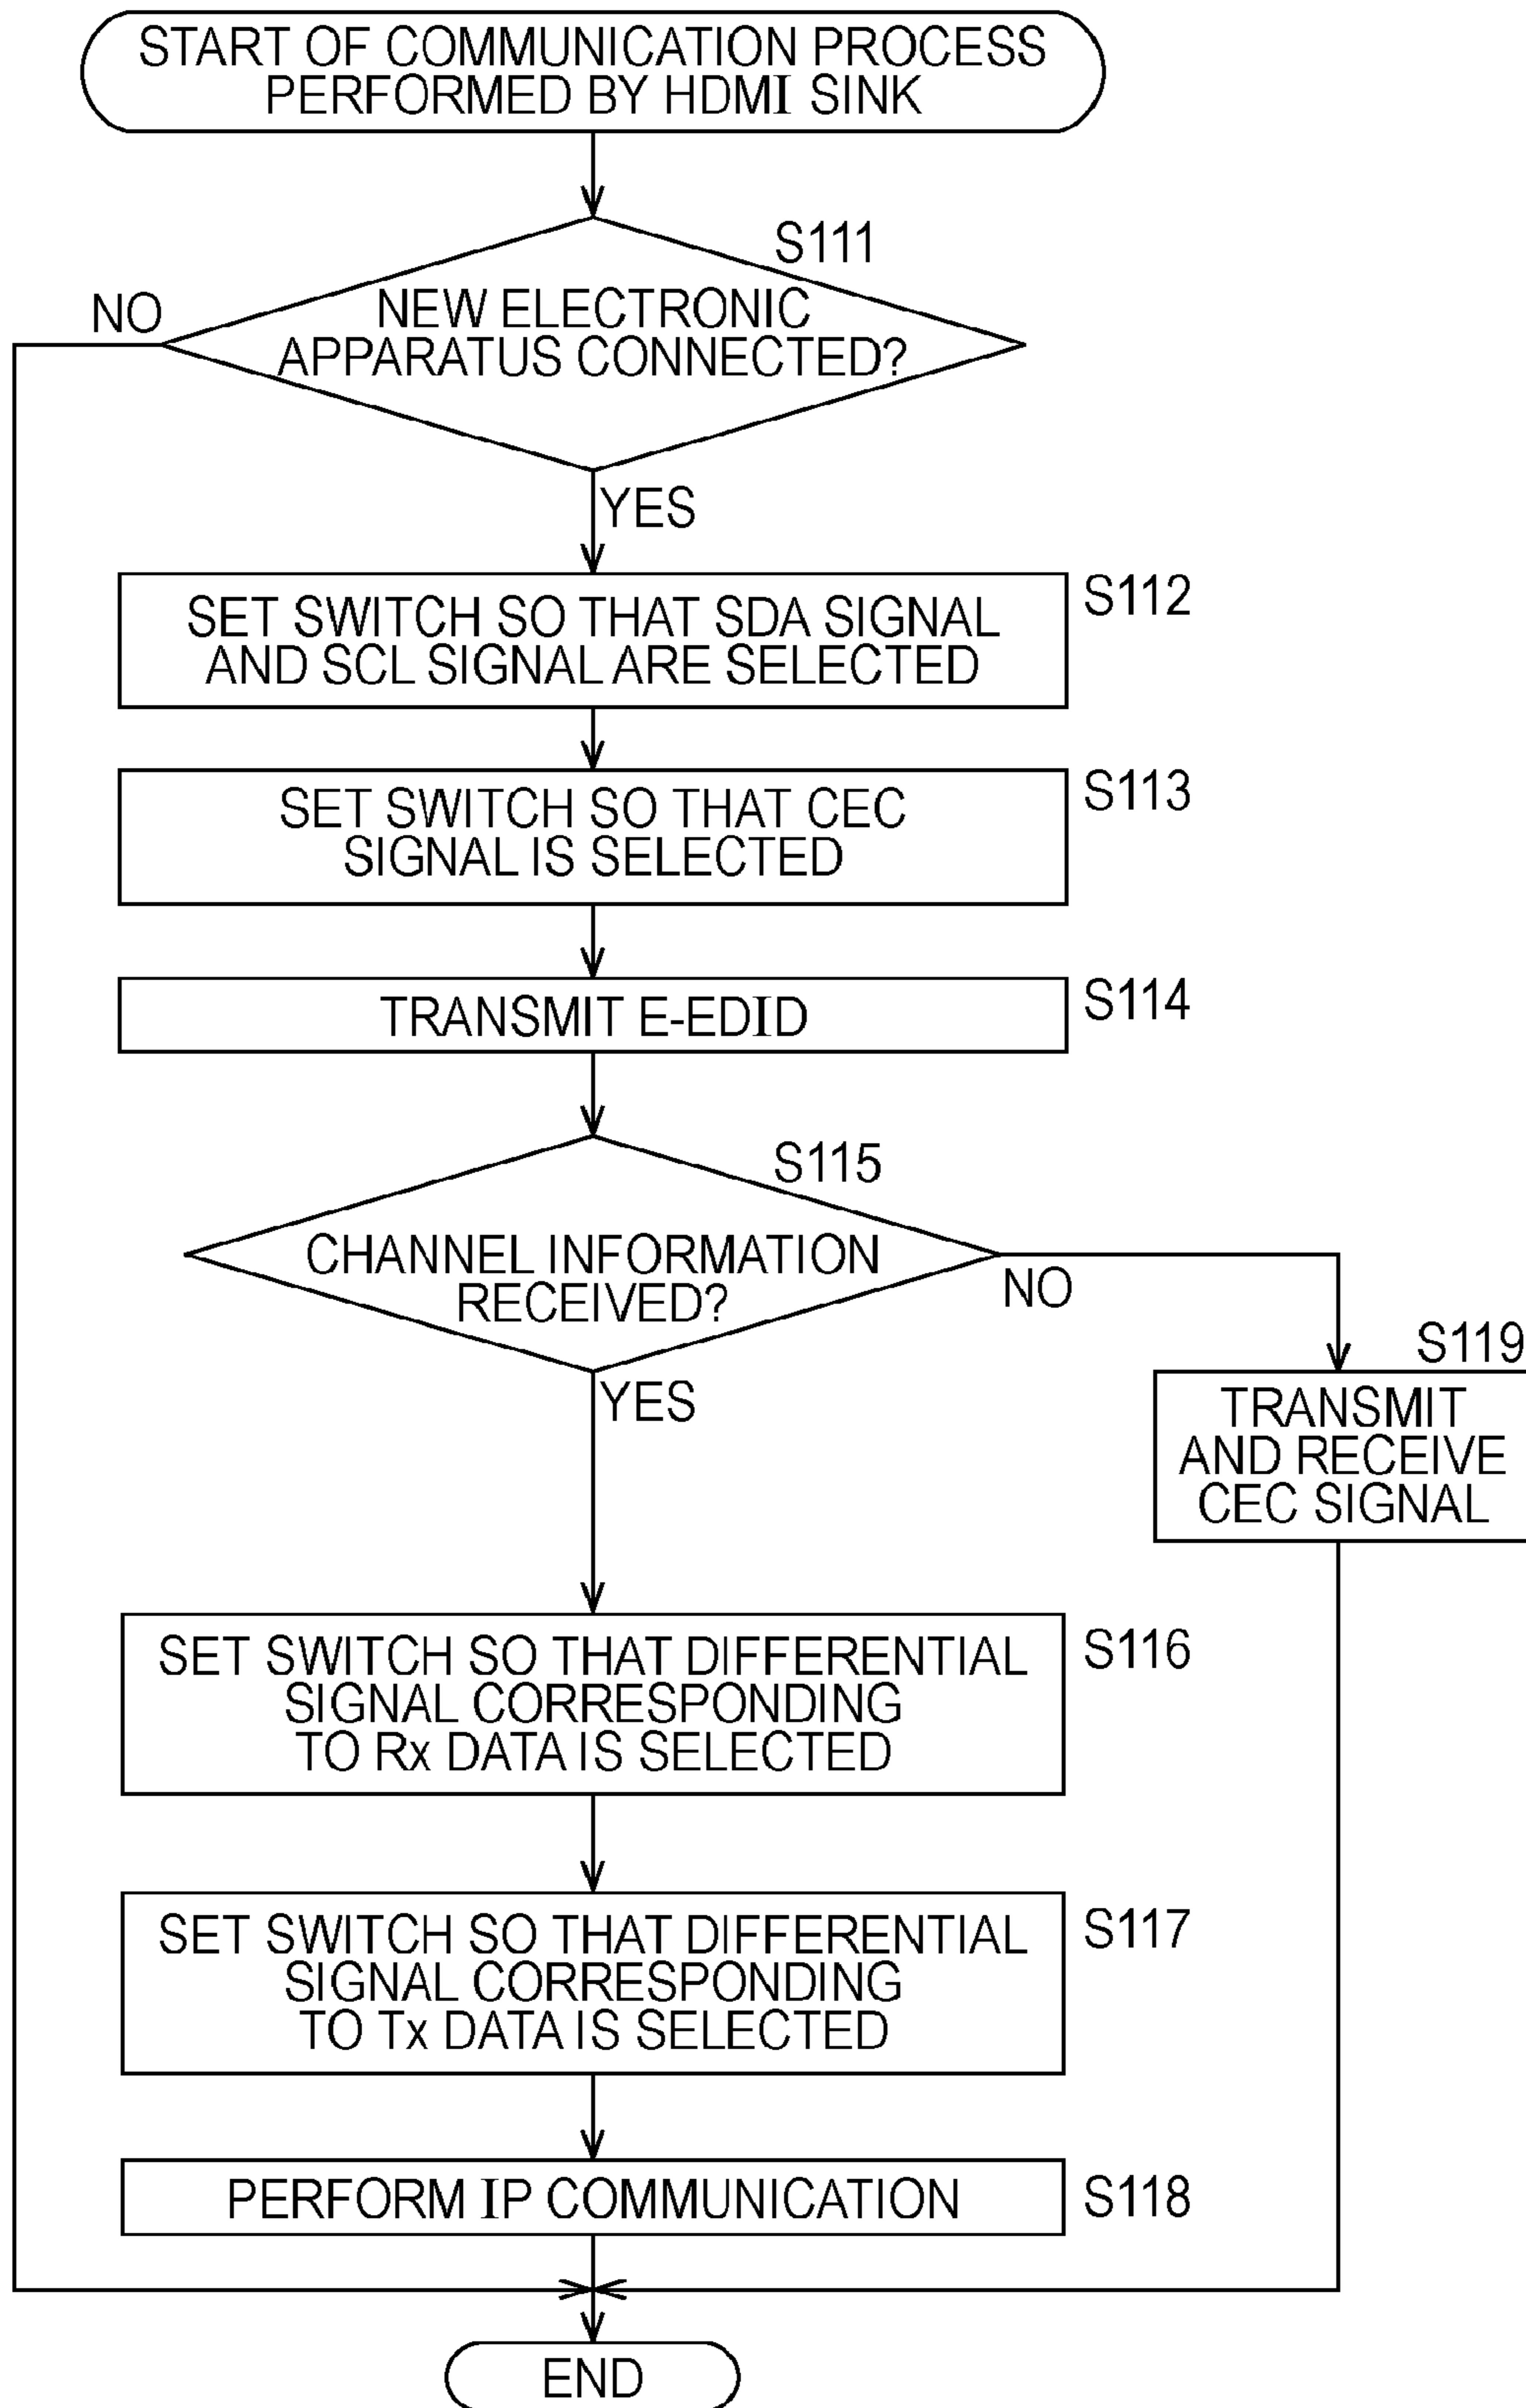 START OF COMMUNICATION PROCESS
PERFORMED BY HDMI SINK
S111
NO
NEW ELECTRONIC
APPARATUS CONNECTED?
YES
S112
SET SWITCH SO THAT SDA SIGNAL
AND SCL SIGNAL ARE SELECTED
S113
SET SWITCH SO THAT CEC
SIGNAL IS SELECTED
S114
TRANSMIT E-EDID
S115
CHANNEL INFORMATION
RECEIVED?
NO
S119
YES
TRANSMIT
AND RECEIVE
CEC SIGNAL
S116
SET SWITCH SO THAT DIFFERENTIAL
SIGNAL CORRESPONDING
TO Rx DATA IS SELECTED
S117
SET SWITCH SO THAT DIFFERENTIAL
SIGNAL CORRESPONDING
TO Tx DATA IS SELECTED
PERFORM IP COMMUNICATION
S118
END